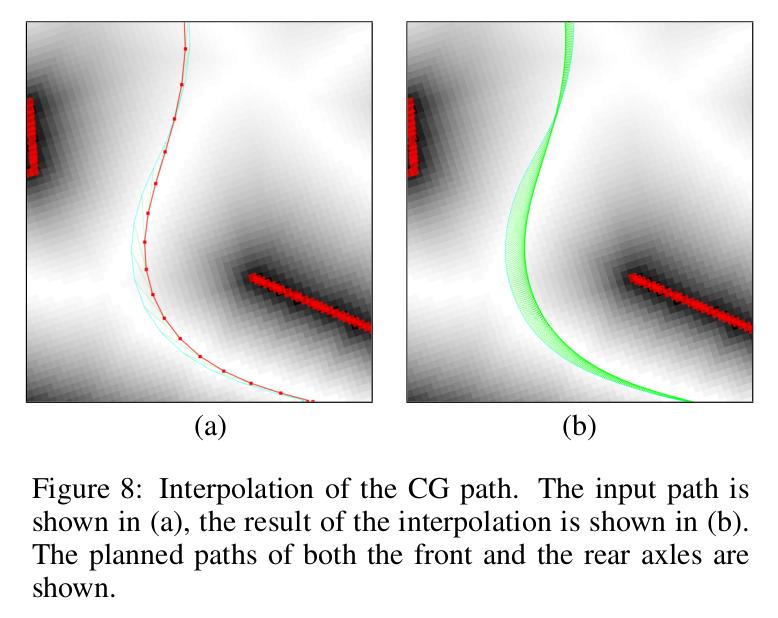 (a)
(b)
Figure 8: Interpolation of the CG path. The input path is
shown in (a), the result of the interpolation is shown in (b).
The planned paths of both the front and the rear axles are
shown.